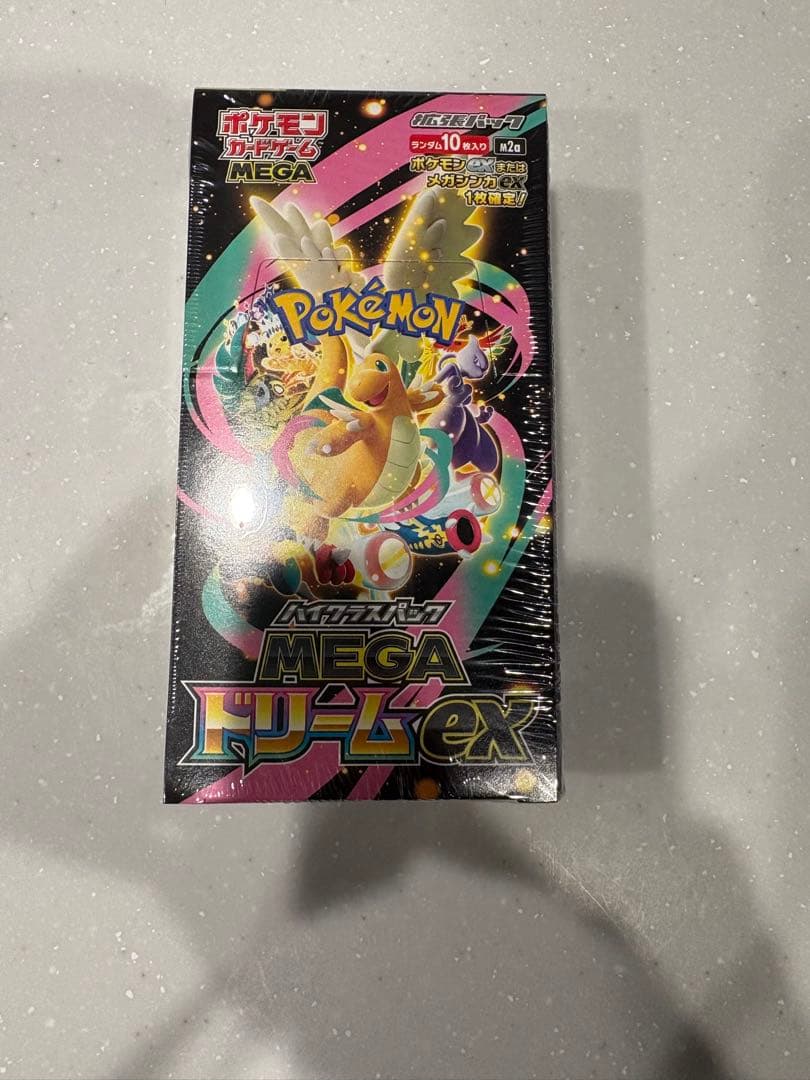 ポケモン
カードゲーム
MEGA
拡張パック
ランダム10枚入り
m2a
ポケモンexまたは
メガシンカex
1枚確定!
POKéMON
ハイクラスパック
MEGA
ドリームex